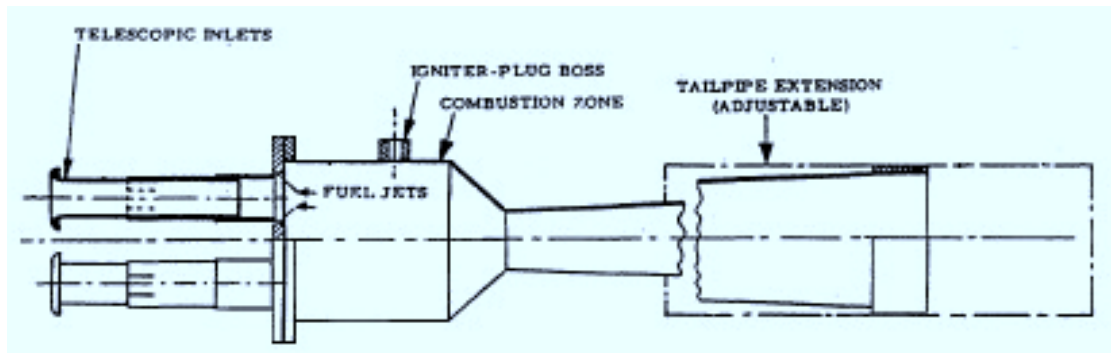 TELESCOPIC INLETS
IGNITER-PLUG BOSS
COMBUSTION ZONE
TAILPIPE EXTENSION
(ADJUSTABLE)
FUEL JETS